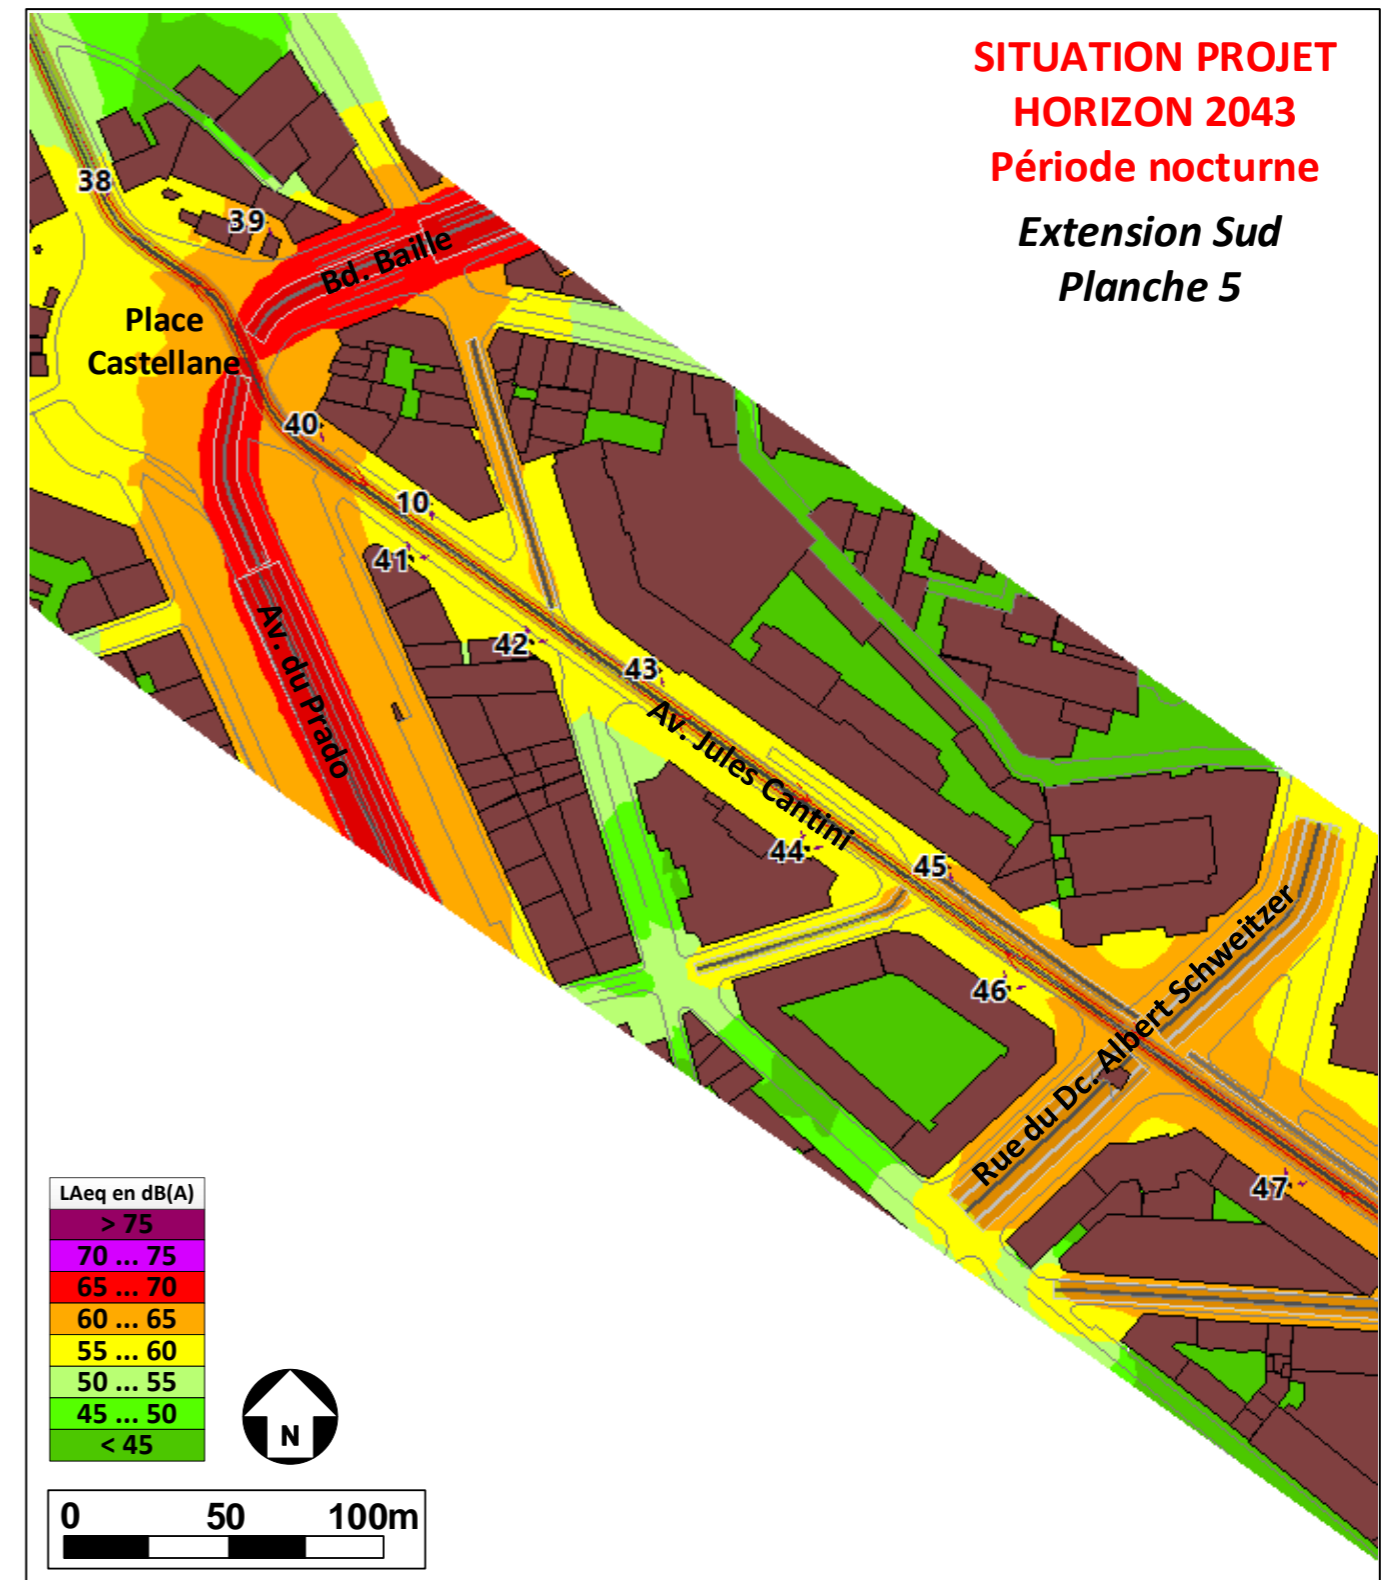 SITUATION PROJET
HORIZON 2043
Période nocturne
Extension Sud
Planche 5
38
39
Bd. Baille
Place
Castellane
40
10
41
42
43
Av. du Prado
Av. Jules Cantini
44
45
46
Rue du Dc. Albert Schweitzer
47
LAeq en dB(A)
> 75
70 ... 75
65 ... 70
60 ... 65
55 ... 60
50 ... 55
45 ... 50
< 45
N
0 50 100m